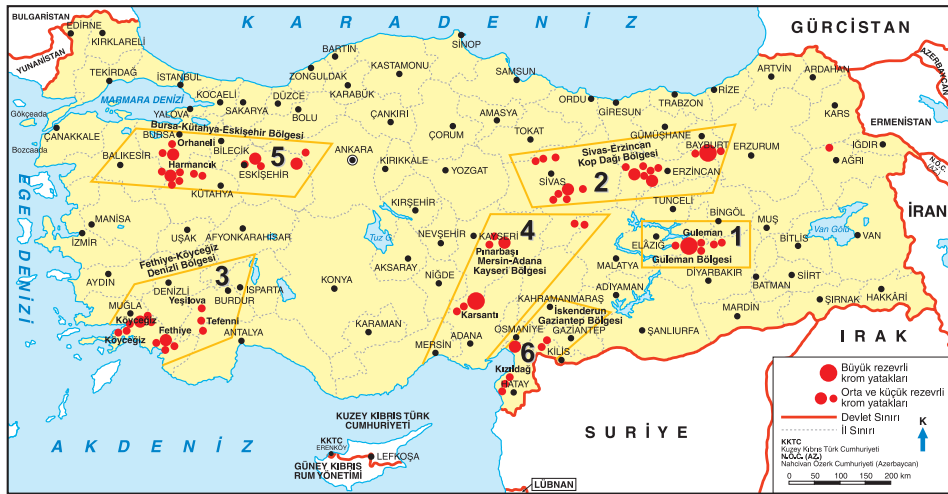 K A R A D E N İ Z
BULGARİSTAN
YUNANİSTAN
GÜRCİSTAN
AZERBAYCAN
ERMENİSTAN
N.Ö.C. (AZ.)
İRAN
I R A K
S U R İ Y E
LÜBNAN
A K D E N İ Z
E G E D E N İ Z İ
MARMARA DENİZİ
Gökçeada
Bozcaada
EDİRNE
KIRKLARELİ
TEKİRDAĞ
İSTANBUL
KOCAELİ
YALOVA
SAKARYA
DÜZCE
BOLU
ZONGULDAK
BARTIN
KARABÜK
KASTAMONU
SİNOP
SAMSUN
ÇANKIRI
ÇORUM
AMASYA
TOKAT
ORDU
GİRESUN
TRABZON
RİZE
ARTVİN
ARDAHAN
KARS
IĞDIR
AĞRI
GÜMÜŞHANE
BAYBURT
ERZURUM
ÇANAKKALE
Bursa-Kütahya-Eskişehir Bölgesi
BURSA
Orhaneli
BİLECİK
5
BALIKESİR
Harmancık
ESKİŞEHİR
KÜTAHYA
ANKARA
KIRIKKALE
YOZGAT
KIRŞEHİR
Sivas-Erzincan
Kop Dağı Bölgesi
SİVAS
2
ERZİNCAN
TUNCELİ
BİNGÖL
MUŞ
BİTLİS
Van Gölü
VAN
Guleman
1
ELAZIĞ
Guleman Bölgesi
DİYARBAKIR
BATMAN
SİİRT
ŞIRNAK
HAKKÂRİ
MARDİN
MALATYA
ADIYAMAN
ŞANLIURFA
MANİSA
İZMİR
UŞAK
AFYONKARAHİSAR
Fethiye-Köyceğiz
Denizli Bölgesi
3
AYDIN
DENİZLİ
ISPARTA
BURDUR
Yeşilova
MUĞLA
Köyceğiz
Köyceğiz
Fethiye
Tefenni
ANTALYA
KONYA
Tuz G.
AKSARAY
NEVŞEHİR
NİĞDE
KARAMAN
KAYSERİ
4
Pınarbaşı
Mersin-Adana
Kayseri Bölgesi
Karsantı
MERSİN
ADANA
KAHRAMANMARAŞ
İskenderun
Gaziantep Bölgesi
OSMANİYE
GAZİANTEP
6
KİLİS
Kızıldağ
HATAY
KUZEY KIBRIS TÜRK
CUMHURİYETİ
KKTC
ERENKÖY
LEFKOŞA
GÜNEY KIBRIS
RUM YÖNETİMİ
Büyük rezevrli
krom yatakları
Orta ve küçük rezevrli
krom yatakları
Devlet Sınırı
İl Sınırı
KKTC
Kuzey Kıbrıs Türk Cumhuriyeti
N.Ö.C. (AZ.)
Nahcivan Özerk Cumhuriyeti (Azerbaycan)
K
0 50 100 150 200 km